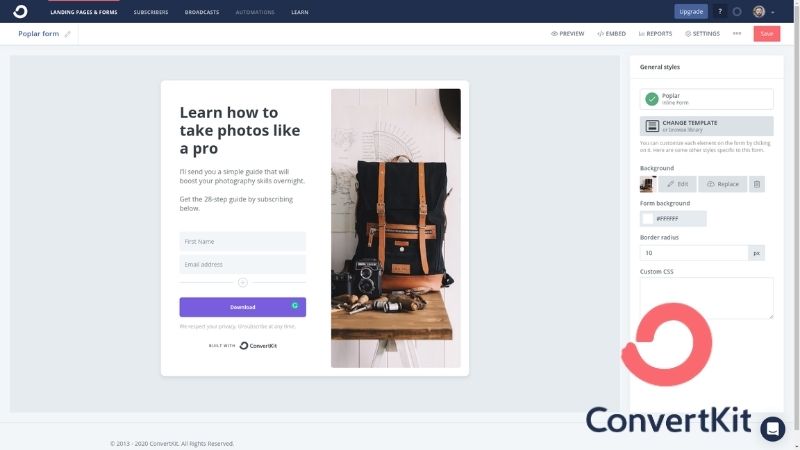 LANDING PAGES & FORMS
SUBSCRIBERS
BROADCASTS
AUTOMATIONS
LEARN
Upgrade
?
Poplar form
PREVIEW
</> EMBED
REPORTS
SETTINGS
Save
Learn how to
take photos like
a pro
I'll send you a simple guide that will
boost your photography skills overnight.
Get the 28-step guide by subscribing
below.
First Name
Email address
Download
We respect your privacy. Unsubscribe at any time.
BUILT WITH ConvertKit
General styles
Poplar
Inline Form
CHANGE TEMPLATE
or browse library
You can customize each element on the form by clicking
on it. Here are some other styles specific to this form.
Background
Edit
Replace
Form background
#FFFFFF
Border radius
10
px
Custom CSS
ConvertKit
© 2013 - 2020 ConvertKit. All Rights Reserved.